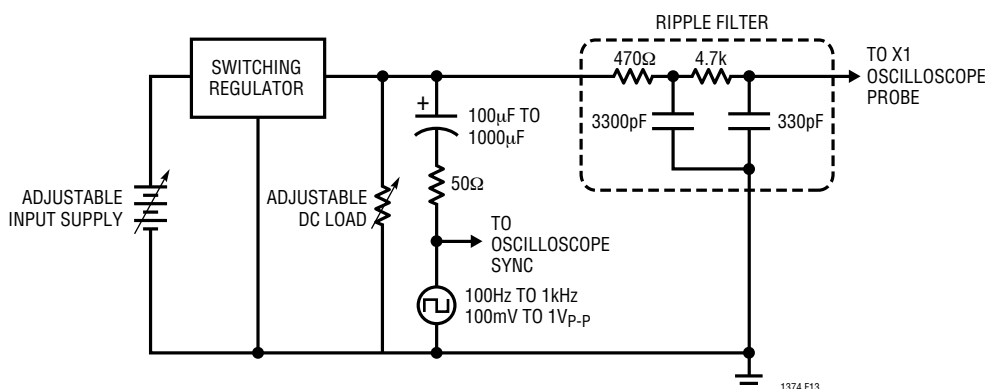 RIPPLE FILTER
SWITCHING
REGULATOR
470Ω
4.7k
TO X1
OSCILLOSCOPE
PROBE
+
100µF TO
1000µF
3300pF
330pF
ADJUSTABLE
INPUT SUPPLY
ADJUSTABLE
DC LOAD
50Ω
TO
OSCILLOSCOPE
SYNC
100Hz TO 1kHz
100mV TO 1VP-P
1374 F13